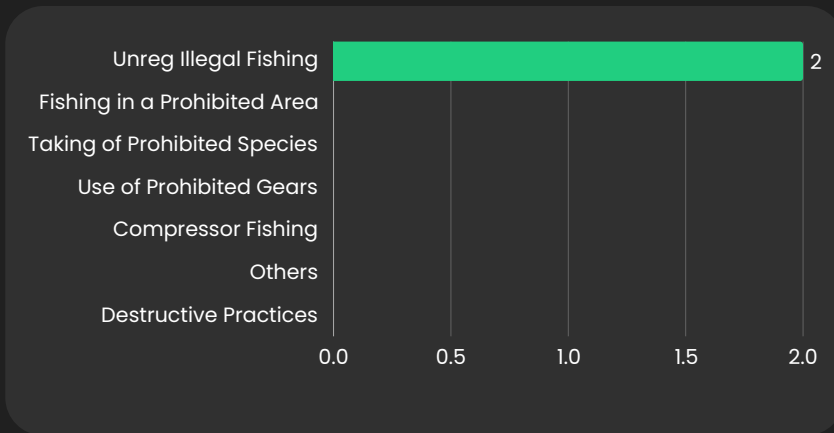 Unreg Illegal Fishing 2
Fishing in a Prohibited Area
Taking of Prohibited Species
Use of Prohibited Gears
Compressor Fishing
Others
Destructive Practices
0.0 0.5 1.0 1.5 2.0